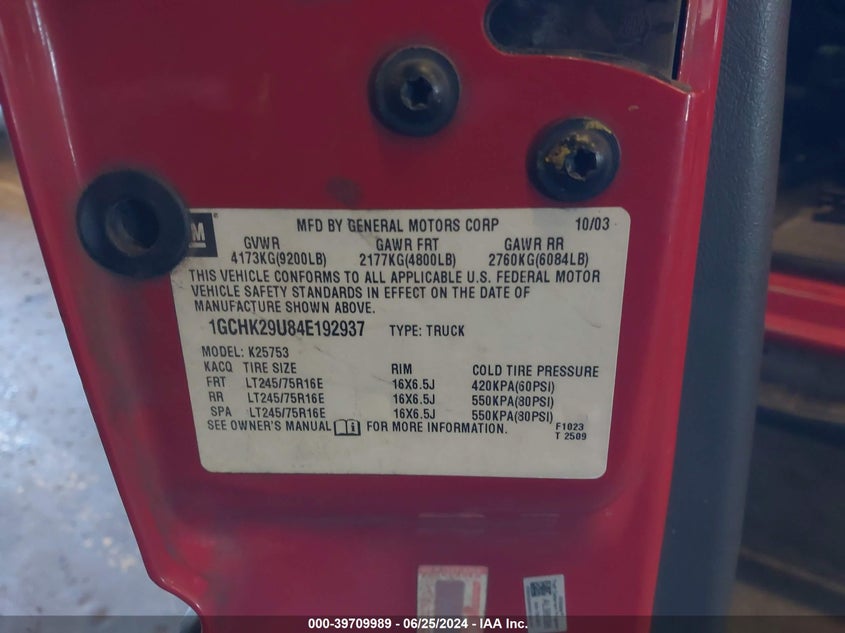 MFD BY GENERAL MOTORS CORP 10/03
M®
GVWR GAWR FRT GAWR RR
4173KG(9200LB) 2177KG(4800LB) 2760KG(6084LB)
THIS VEHICLE CONFORMS TO ALL APPLICABLE U.S. FEDERAL MOTOR
VEHICLE SAFETY STANDARDS IN EFFECT ON THE DATE OF
MANUFACTURE SHOWN ABOVE.
1GCHK29U84E192937 TYPE: TRUCK
MODEL: K25753
KACQ TIRE SIZE RIM COLD TIRE PRESSURE
FRT LT245/75R16E 16X6.5J 420KPA(60PSI)
RR LT245/75R16E 16X6.5J 550KPA(80PSI)
SPA LT245/75R16E 16X6.5J 550KPA(80PSI)
SEE OWNER'S MANUAL FOR MORE INFORMATION.
F1023
T 2509
000-39709989 / 06/25/2024 - IAA Inc.